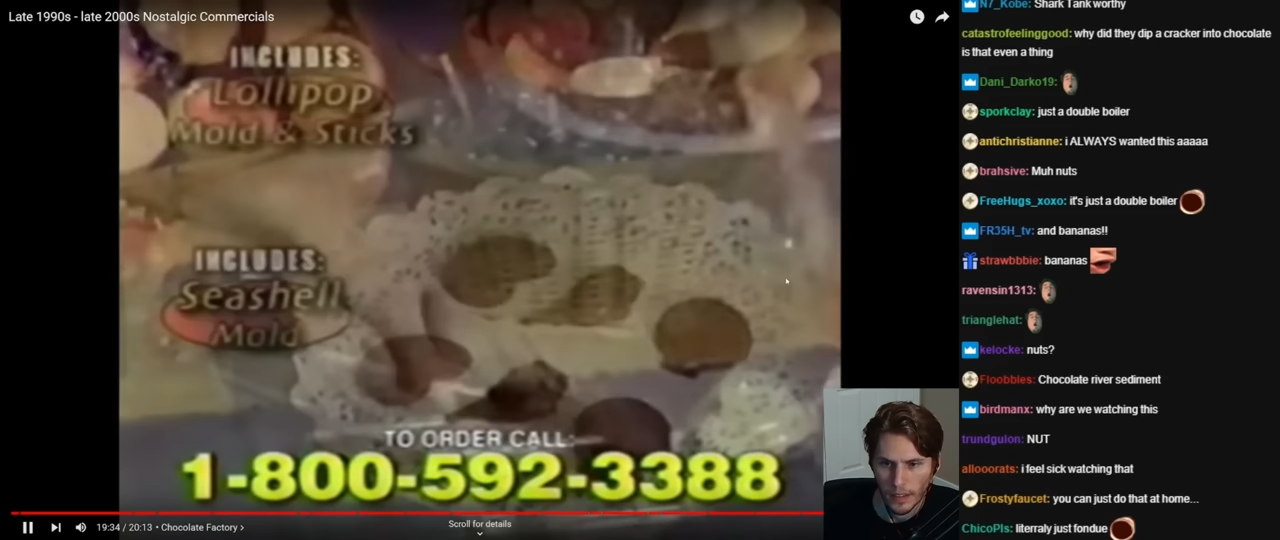 Late 1990s - late 2000s Nostalgic Commercials
INCLUDES:
Lollipop
Mold & Sticks
INCLUDES:
Seashell
Mold
TO ORDER CALL:
1-800-592-3388
19:34 / 20:13 • Chocolate Factory >
Scroll for details
N7_Kobe: Shark Tank worthy
catastrofeelinggood: why did they dip a cracker into chocolate
is that even a thing
Dani_Darko19:
sporkclay: just a double boiler
antichristianne: i ALWAYS wanted this aaaaa
brahsive: Muh nuts
FreeHugs_xoxo: it's just a double boiler
FR35H_tv: and bananas!!
strawbbbie: bananas
ravensin1313:
trianglehat:
kelocke: nuts?
Floobbles: Chocolate river sediment
birdmanx: why are we watching this
trundgulon: NUT
allooorats: i feel sick watching that
Frostyfaucet: you can just do that at home...
ChicoPls: literraly just fondue